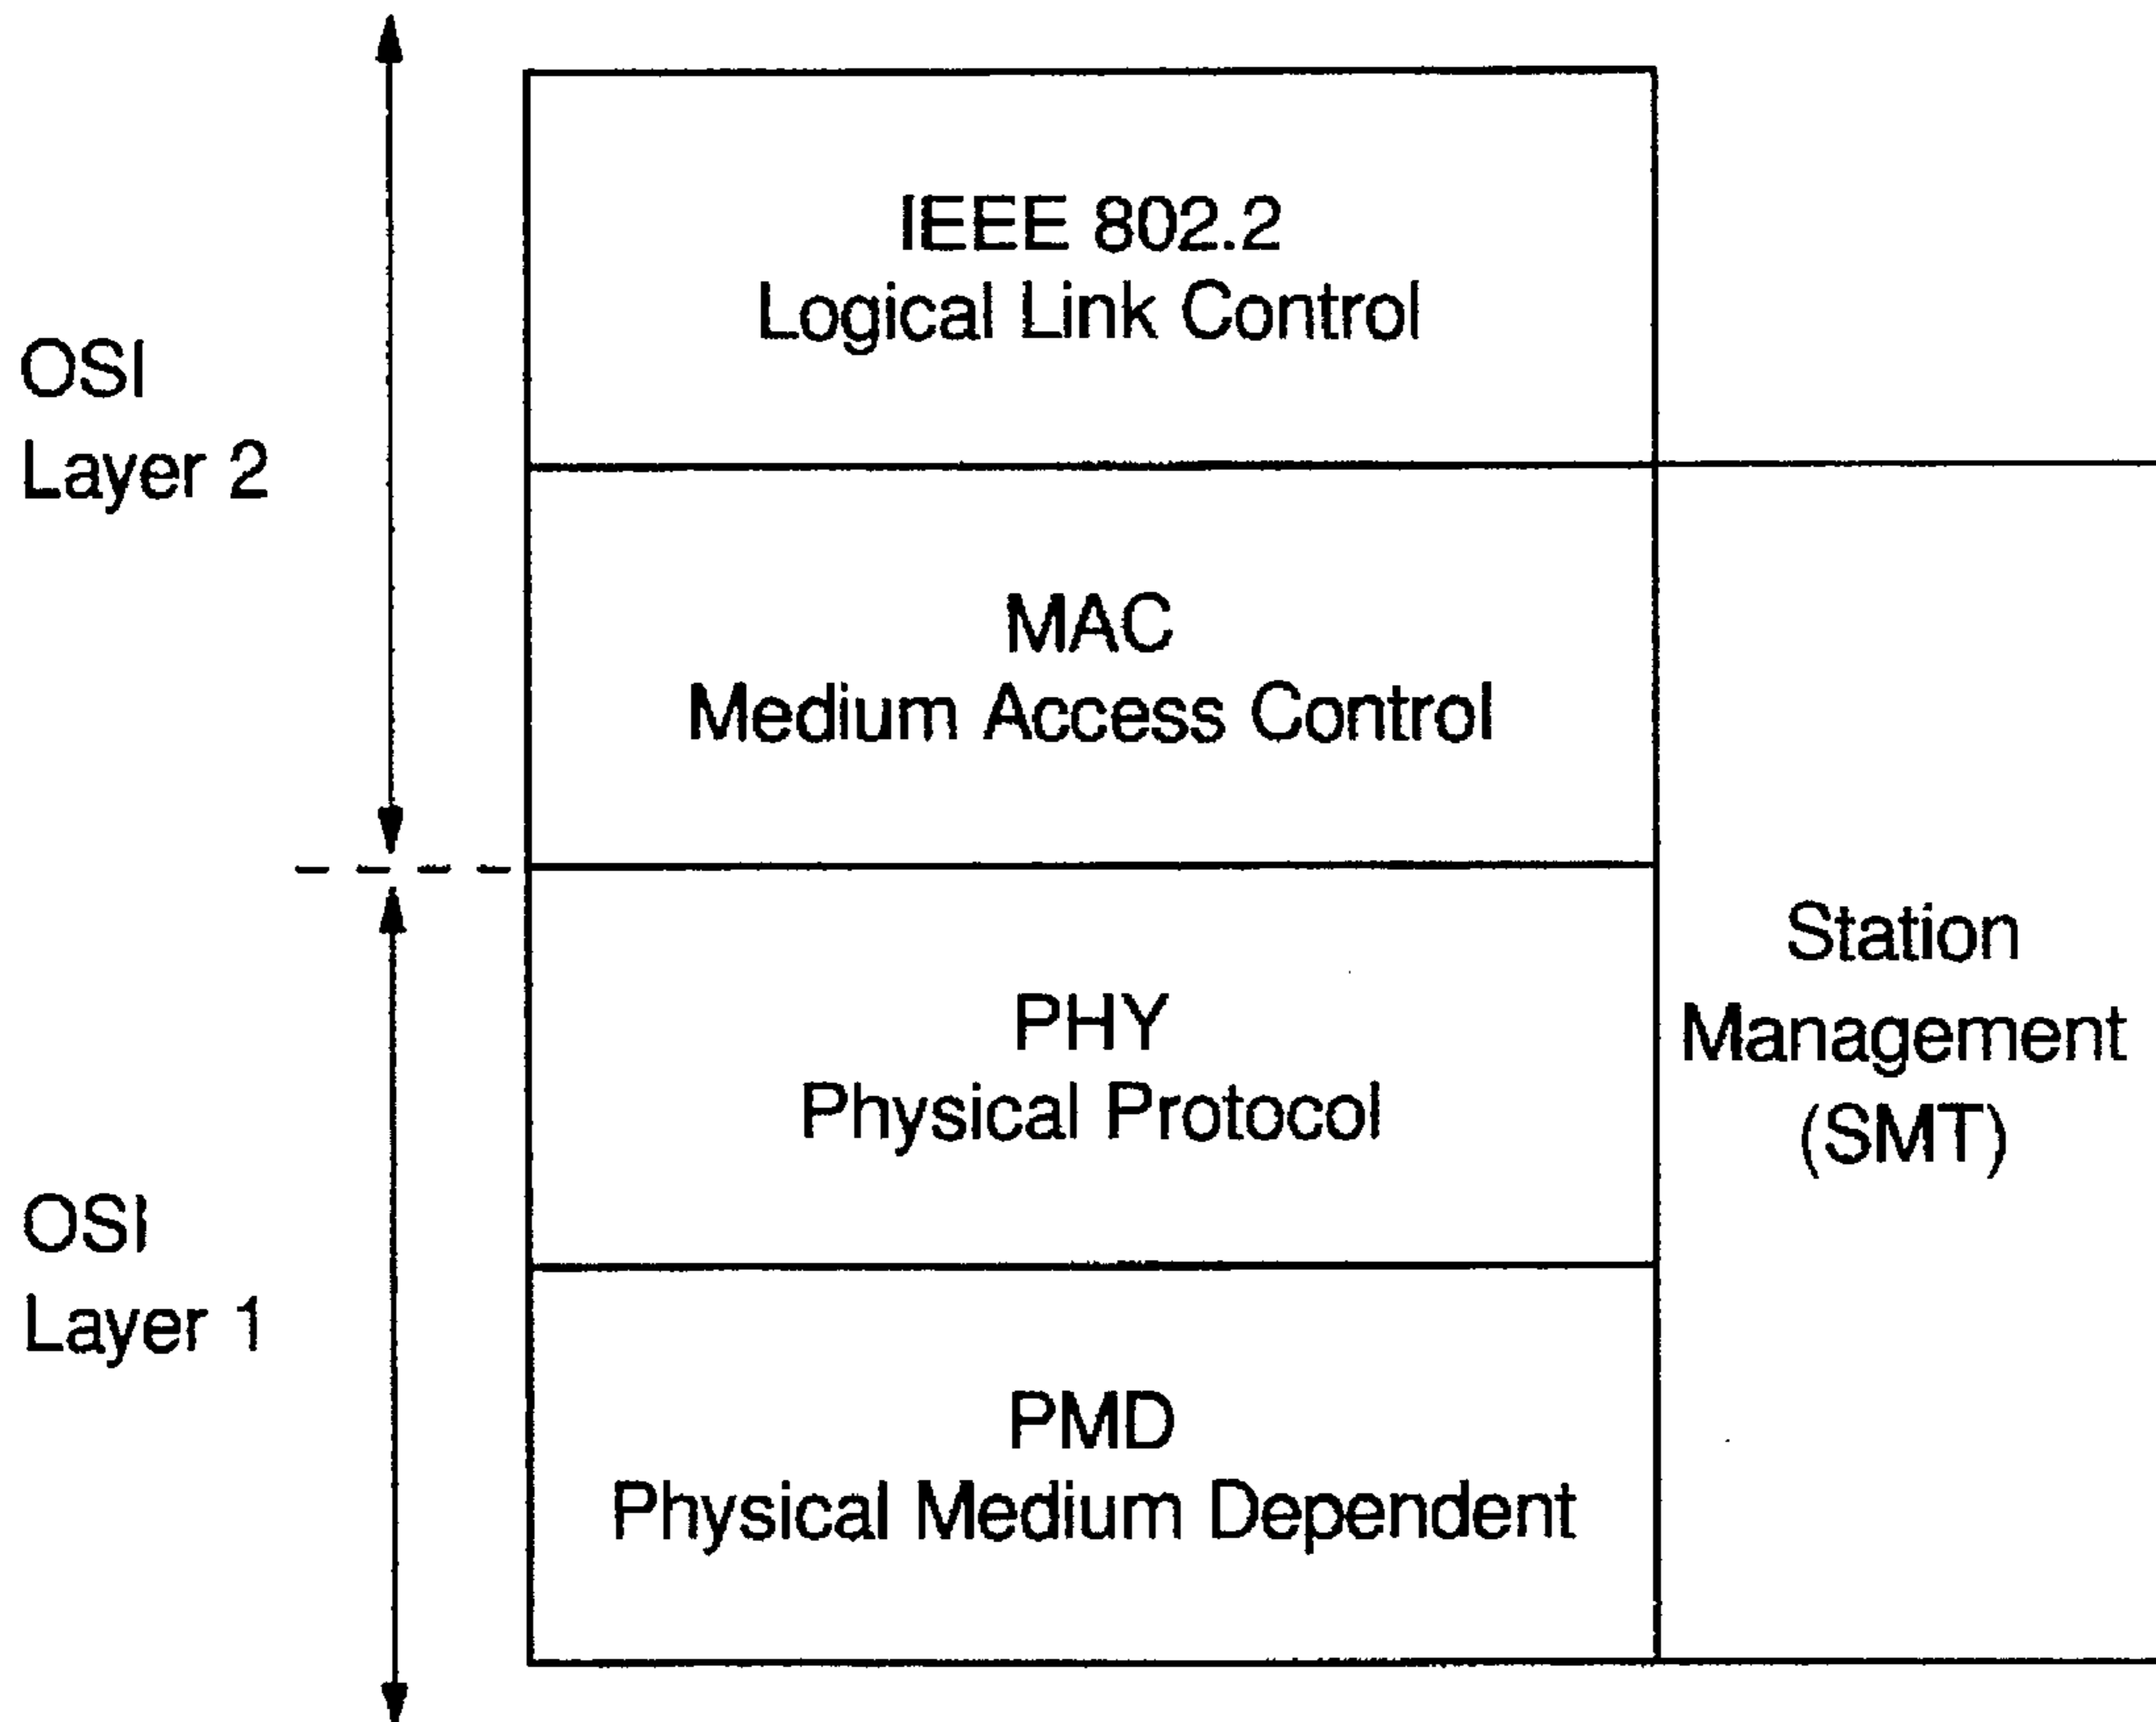 IEEE 802.2
Logical Link Control
OSI
Layer 2
MAC
Medium Access Control
PHY
Physical Protocol
Station
Management
(SMT)
OSI
Layer 1
PMD
Physical Medium Dependent